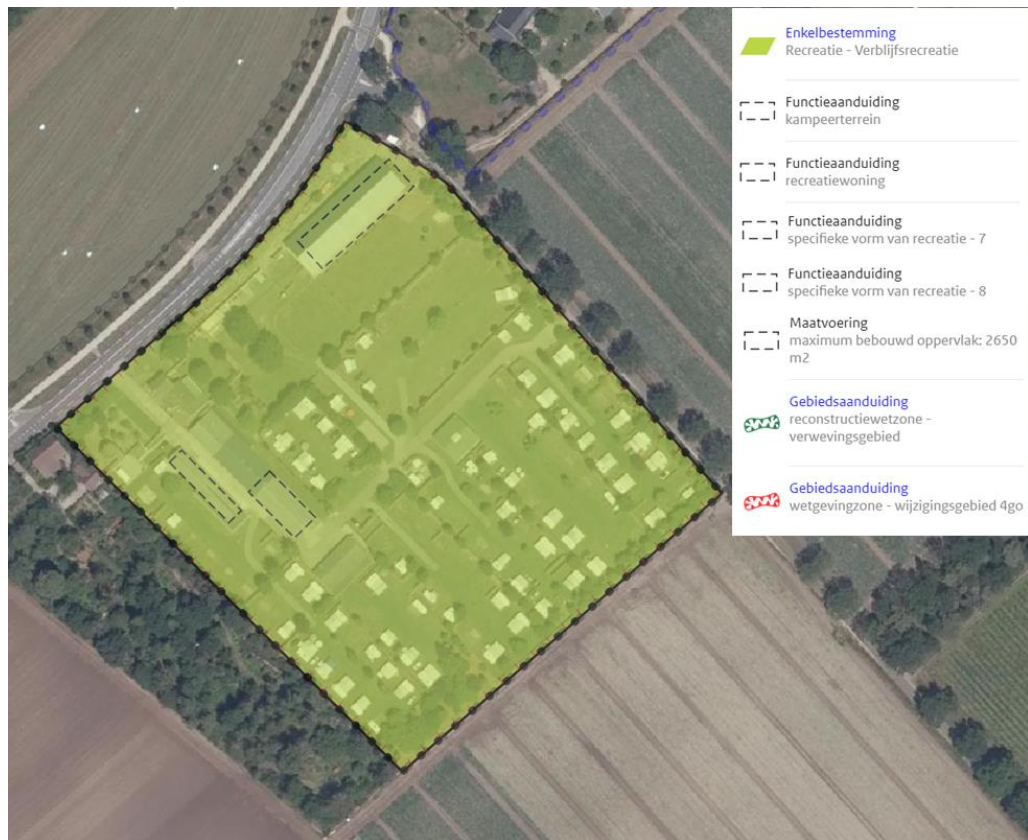 Enkelbestemming
Recreatie - Verblijfsrecreatie
Functieaanduiding
kampeerterrein
Functieaanduiding
recreatiewoning
Functieaanduiding
specifieke vorm van recreatie - 7
Functieaanduiding
specifieke vorm van recreatie - 8
Maatvoering
maximum bebouwd oppervlak: 2650
m2
Gebiedsaanduiding
reconstructiewetzone -
verwevingsgebied
Gebiedsaanduiding
wetgevingzone - wijzigingsgebied 4go